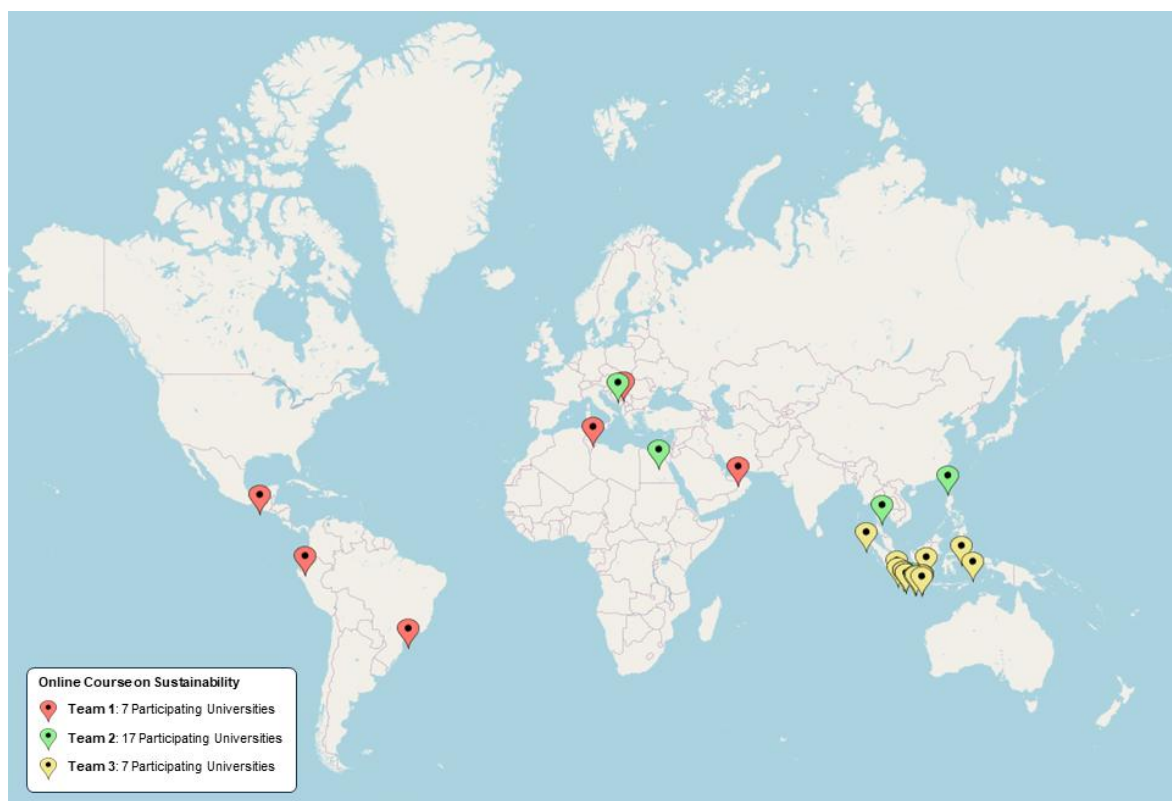 Online Course on Sustainability
Team 1: 7 Participating Universities
Team 2: 17 Participating Universities
Team 3: 7 Participating Universities